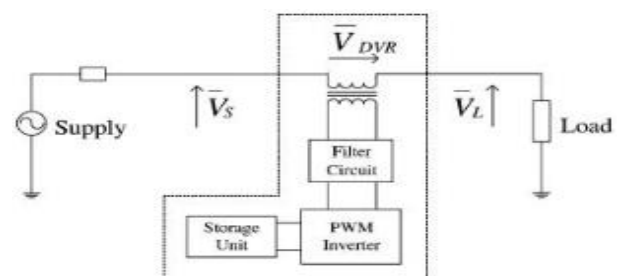 V̅ DVR
V̅S
V̅L
Supply
Load
Filter
Circuit
Storage
Unit
PWM
Inverter